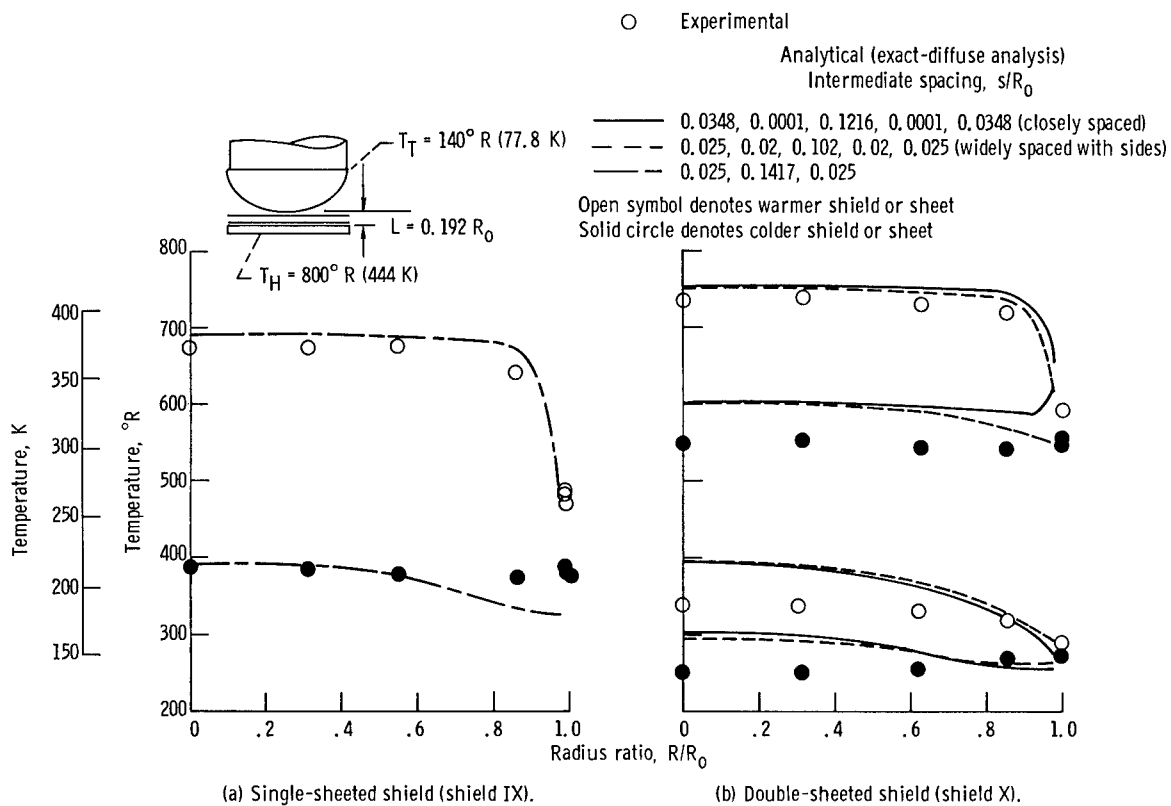 Experimental
Analytical (exact-diffuse analysis)
Intermediate spacing, s/R0
0.0348, 0.0001, 0.1216, 0.0001, 0.0348 (closely spaced)
0.025, 0.02, 0.102, 0.02, 0.025 (widely spaced with sides)
0.025, 0.1417, 0.025
Open symbol denotes warmer shield or sheet
Solid circle denotes colder shield or sheet
TT = 140° R (77.8 K)
L = 0.192 R0
TH = 800° R (444 K)
Temperature, K
400
350
300
250
200
150
Temperature, °R
800
700
600
500
400
300
200
0 .2 .4 .6 .8 1.0
0 .2 .4 .6 .8 1.0
Radius ratio, R/R0
(a) Single-sheeted shield (shield IX).
(b) Double-sheeted shield (shield X).